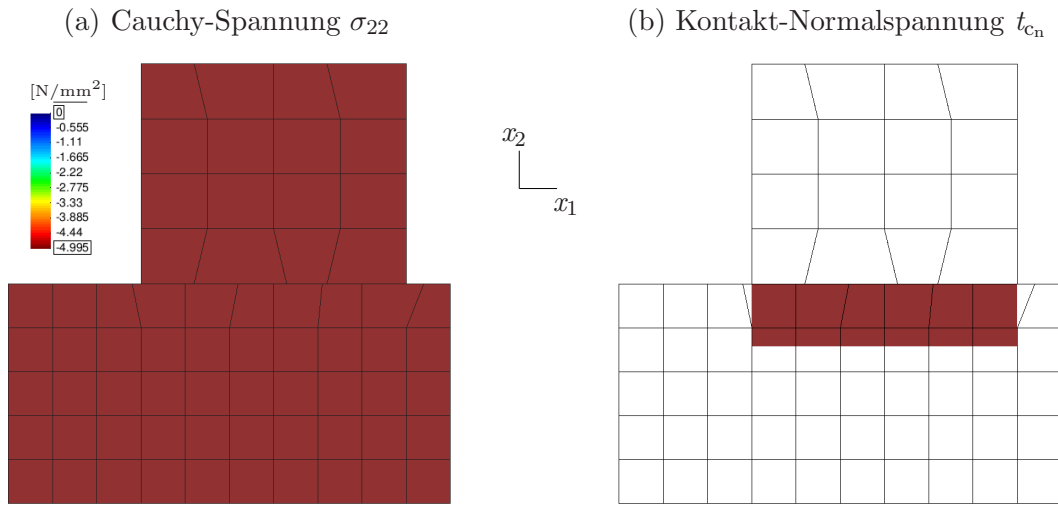 (a) Cauchy-Spannung σ₂₂
(b) Kontakt-Normalspannung t_cₙ
[N/mm²]
0
-0.555
-1.11
-1.665
-2.22
-2.775
-3.33
-3.885
-4.44
-4.995
x₂
x₁